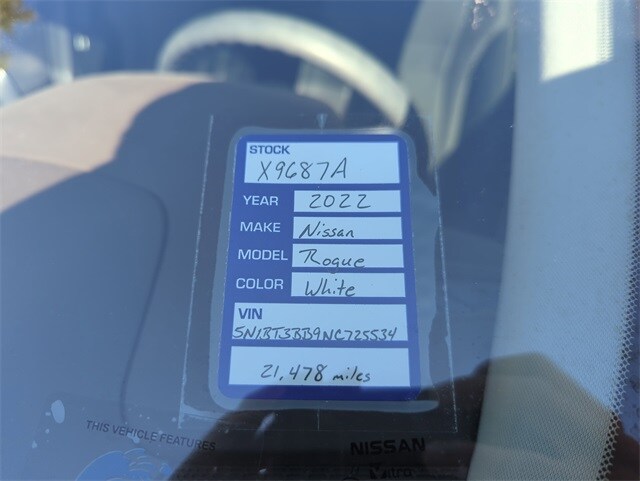 STOCK
X9687A
YEAR 2022
MAKE Nissan
MODEL Rogue
COLOR White
VIN
5N1BT3BB9NC725534
21,478 miles
THIS VEHICLE FEATURES
NISSAN